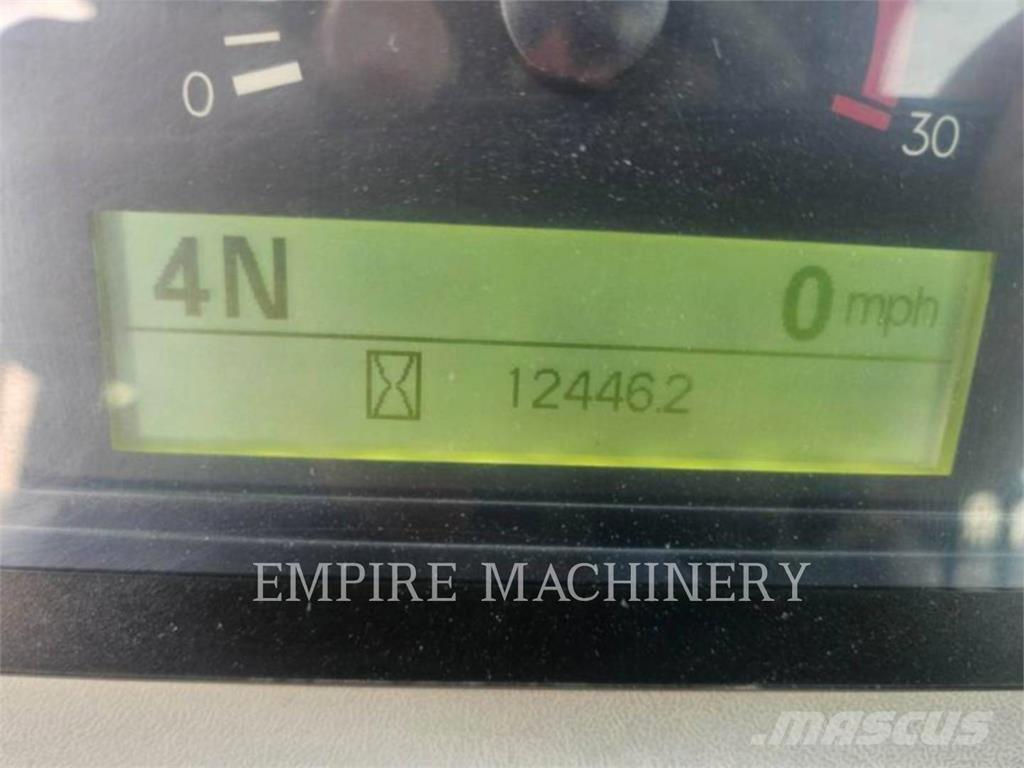 0
30
4N 0 mph
12446.2
EMPIRE MACHINERY
MASCUS